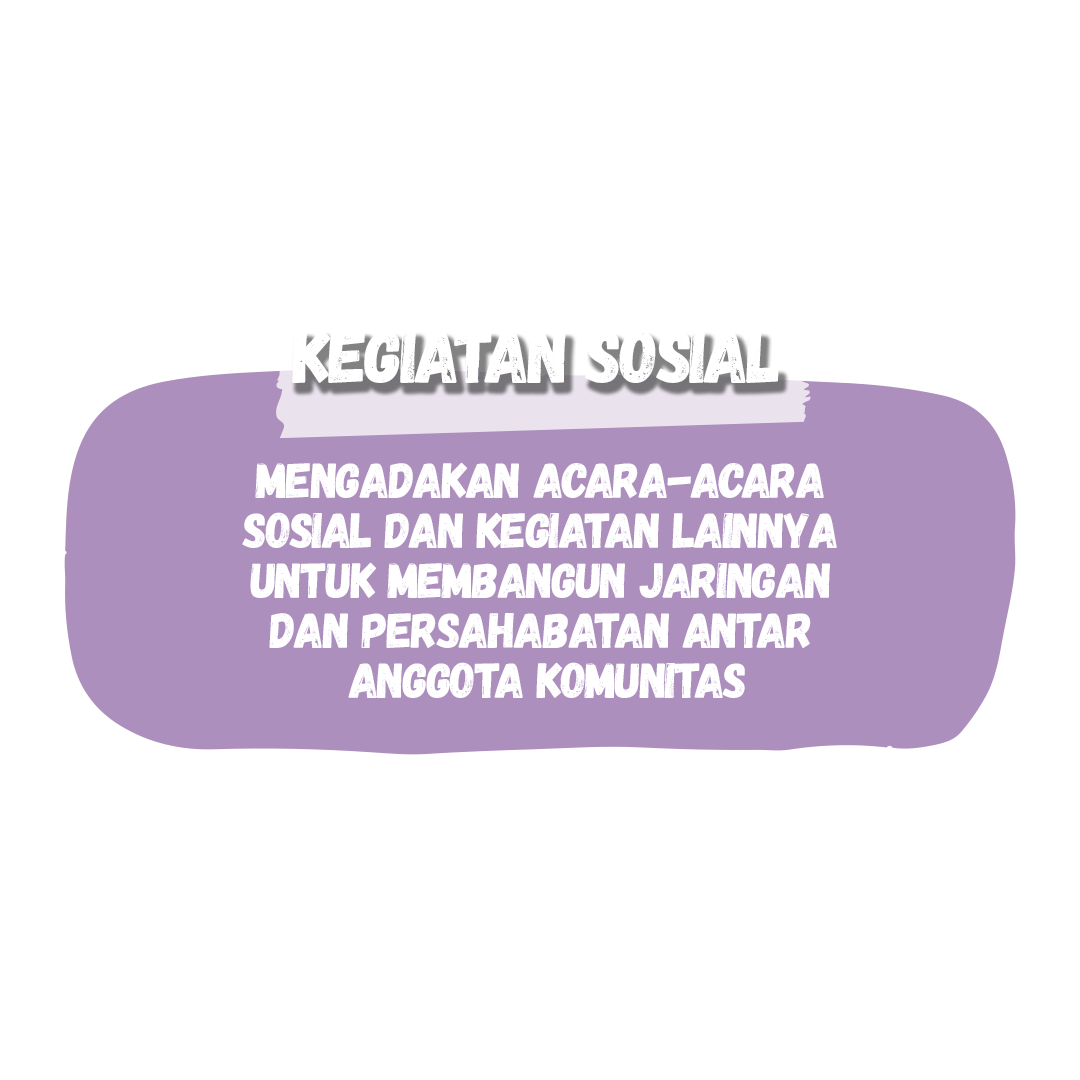 KEGIATAN SOSIAL
MENGADAKAN ACARA-ACARA
SOSIAL DAN KEGIATAN LAINNYA
UNTUK MEMBANGUN JARINGAN
DAN PERSAHABATAN ANTAR
ANGGOTA KOMUNITAS